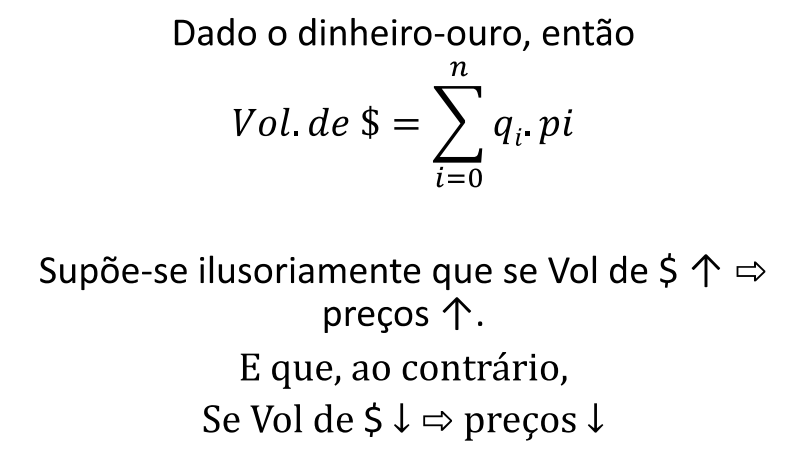 Dado o dinheiro-ouro, então
n
Vol. de $ = ∑ qᵢ. pi
i=0
Supõe-se ilusoriamente que se Vol de $ ↑ ⇨
preços ↑.
E que, ao contrário,
Se Vol de $ ↓ ⇨ preços ↓